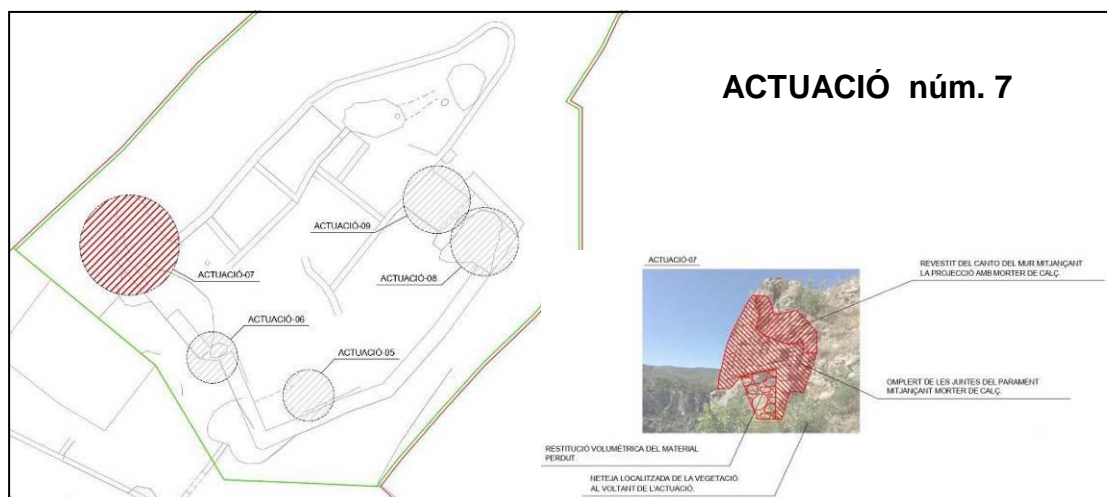 ACTUACIÓ núm. 7
ACTUACIÓ-09
ACTUACIÓ-07
ACTUACIÓ-08
ACTUACIÓ-06
ACTUACIÓ-05
ACTUACIÓ-07
REVESTIT DEL CANTO DEL MUR MITJANÇANT
LA PROJECCIÓ AMB MORTER DE CALÇ.
OMPLERT DE LES JUNTES DEL PARAMENT
MITJANÇANT MORTER DE CALÇ.
RESTITUCIÓ VOLUMÈTRICA DEL MATERIAL
PERDUT.
NETEJA LOCALITZADA DE LA VEGETACIÓ
AL VOLTANT DE L'ACTUACIÓ.